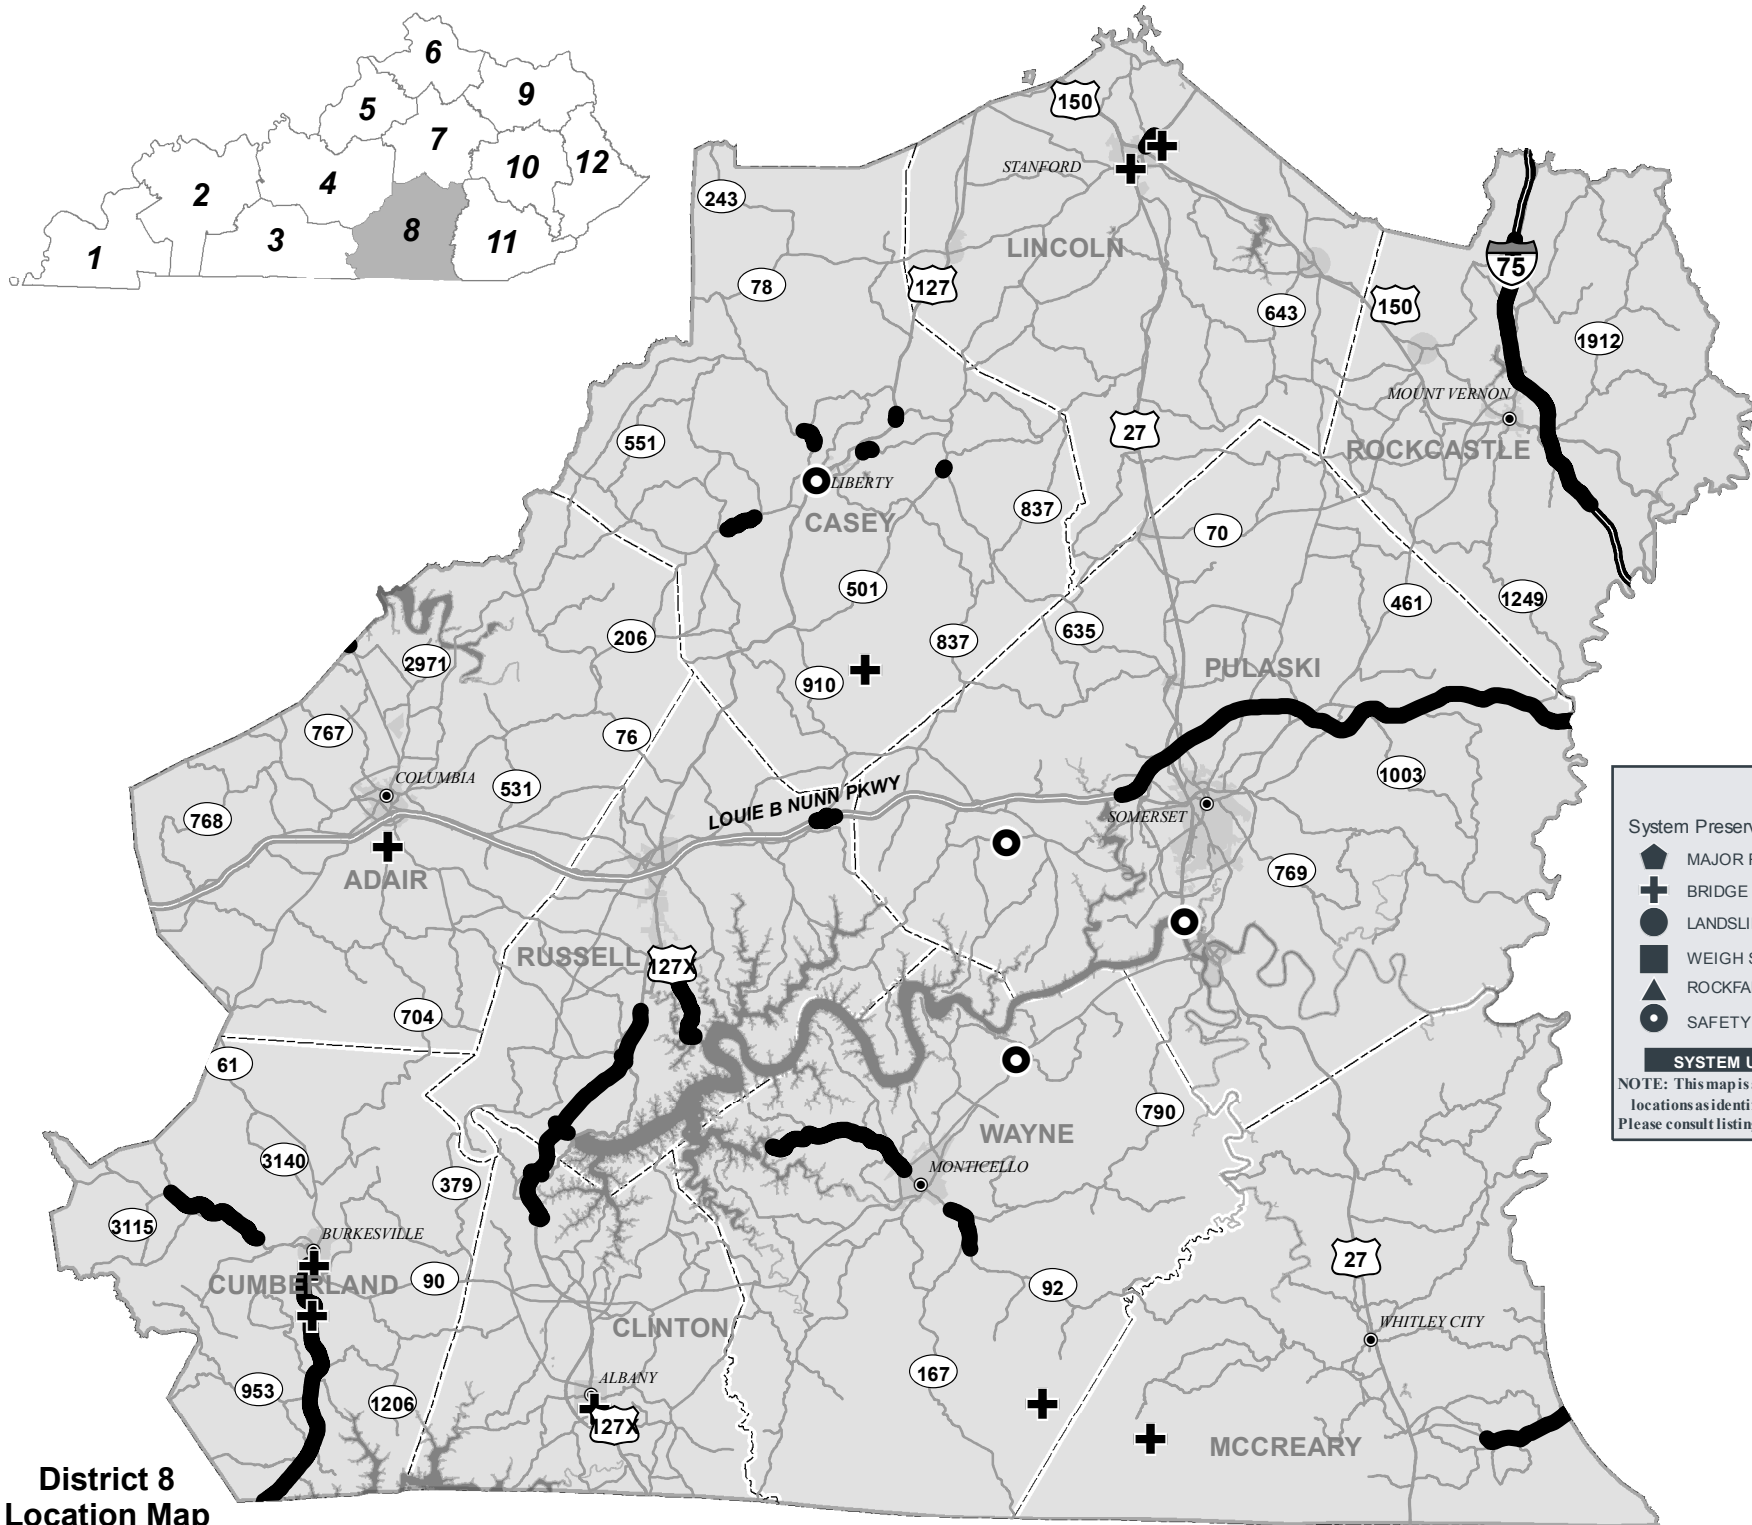 6
9
5
7
10
12
2
4
8
3
11
1
150
STANFORD
243
LINCOLN
75
78
127
643
150
1912
MOUNT VERNON
27
ROCKCASTLE
551
LIBERTY
837
CASEY
70
501
461
1249
206
635
837
2971
PULASKI
910
767
76
COLUMBIA
531
1003
LOUIE B NUNN PKWY
768
SOMERSET
ADAIR
769
RUSSELL
127X
704
61
790
WAYNE
3140
MONTICELLO
379
3115
BURKESVILLE
27
CUMBERLAND
90
92
CLINTON
WHITLEY CITY
167
ALBANY
953
1206
127X
MCCREARY
System Preserv
MAJOR
BRIDGE
LANDSLI
WEIGH S
ROCKFA
SAFETY
SYSTEM U
NOTE: This map is
locations as identi
Please consult listing
District 8
Location Map